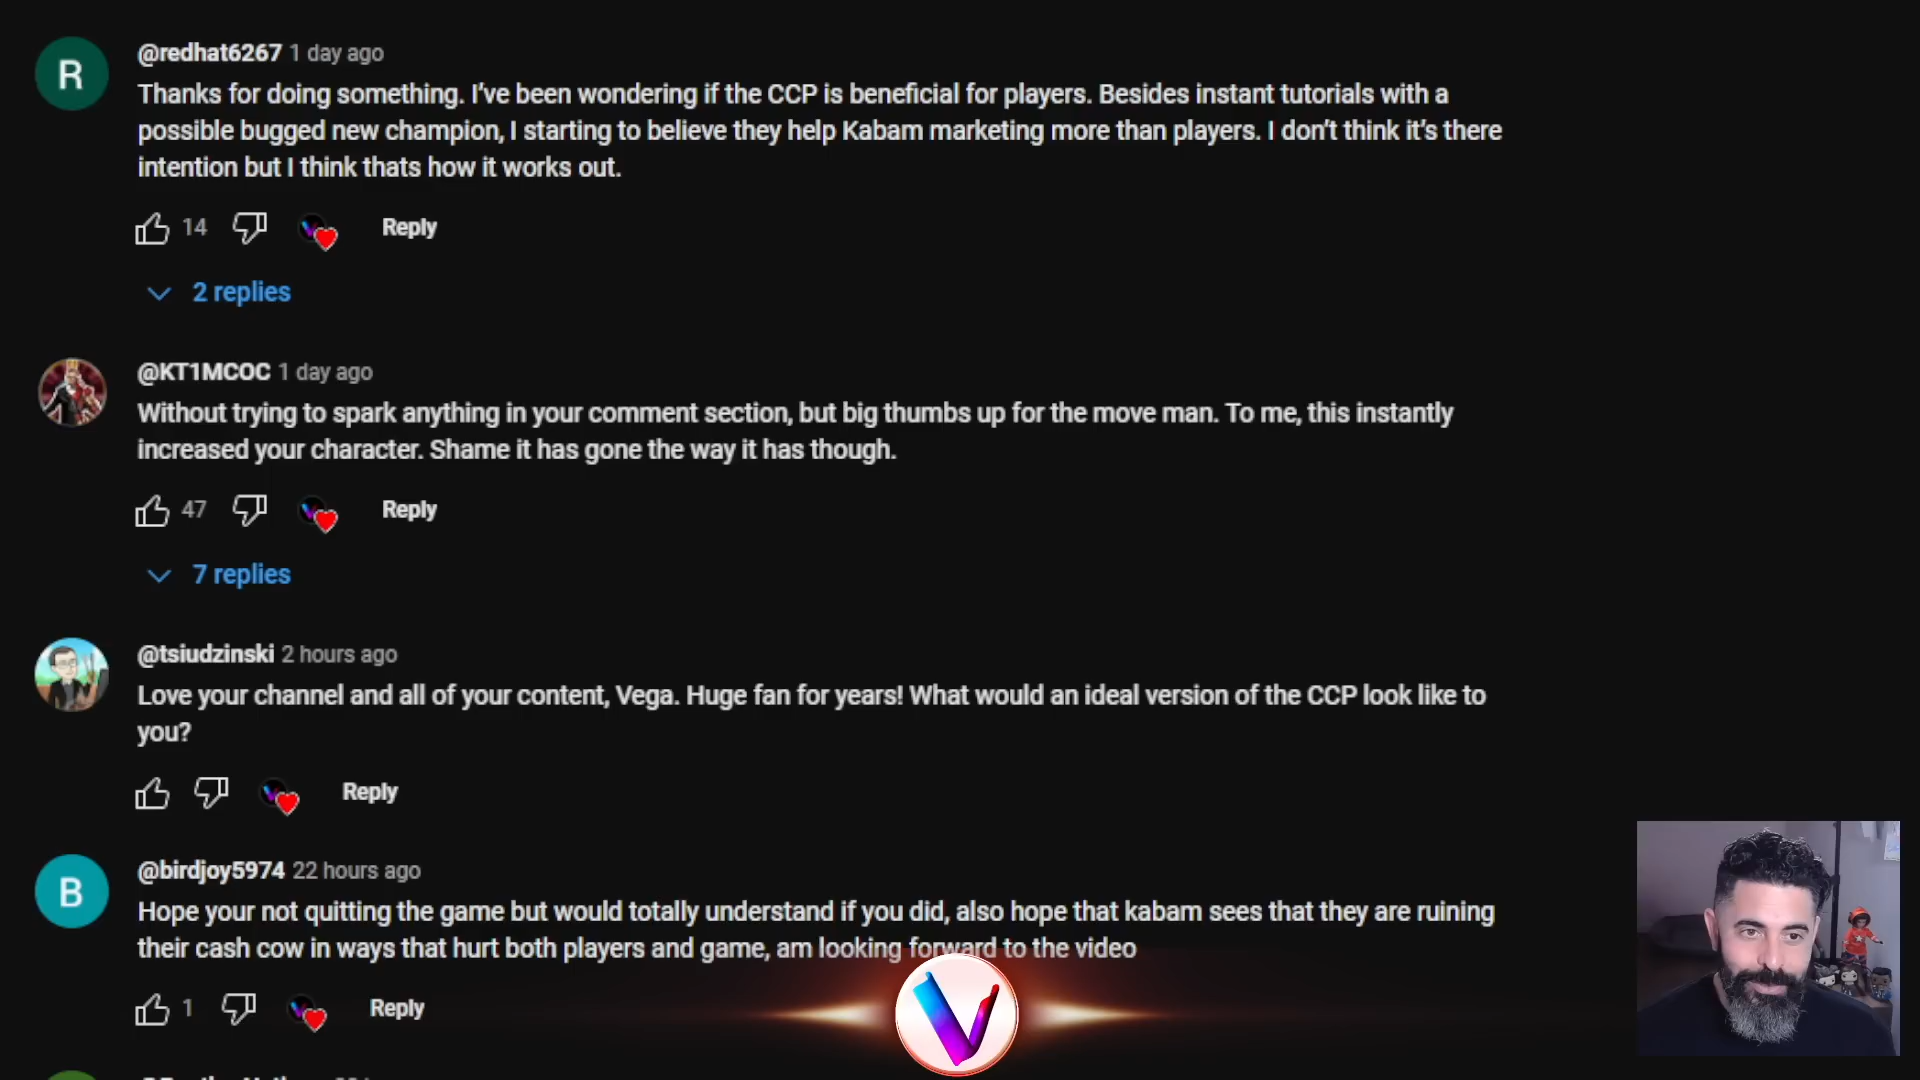 R
@redhat6267 1 day ago
Thanks for doing something. I've been wondering if the CCP is beneficial for players. Besides instant tutorials with a
possible bugged new champion, I starting to believe they help Kabam marketing more than players. I don't think it's there
intention but I think thats how it works out.
14 Reply
2 replies
@KT1MCOC 1 day ago
Without trying to spark anything in your comment section, but big thumbs up for the move man. To me, this instantly
increased your character. Shame it has gone the way it has though.
47 Reply
7 replies
@tsiudzinski 2 hours ago
Love your channel and all of your content, Vega. Huge fan for years! What would an ideal version of the CCP look like to
you?
Reply
B
@birdjoy5974 22 hours ago
Hope your not quitting the game but would totally understand if you did, also hope that kabam sees that they are ruining
their cash cow in ways that hurt both players and game, am looking forward to the video
1 Reply
V